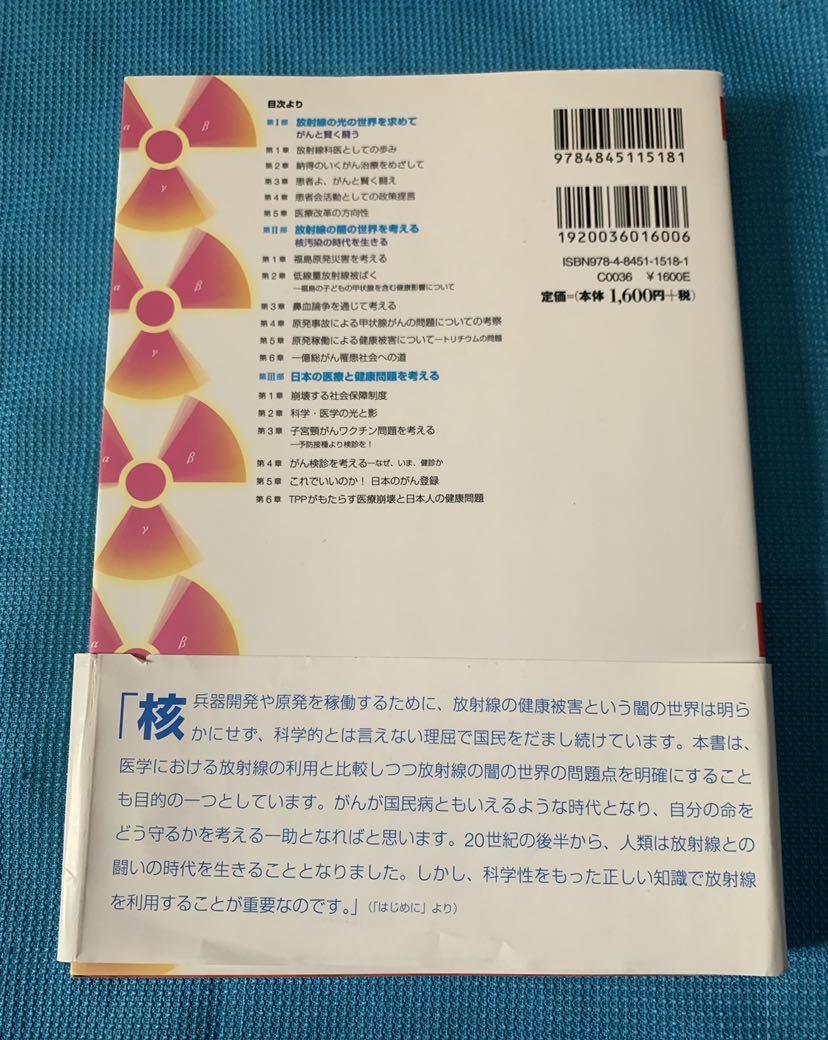 目次より
第Ⅰ部 放射線の光の世界を求めて
がんと賢く闘う
第1章 放射線科医としての歩み
第2章 納得のいくがん治療をめざして
第3章 患者よ、がんと賢く闘え
第4章 患者会活動としての政策提言
第5章 医療改革の方向性
第Ⅱ部 放射線の闇の世界を考える
核汚染の時代を生きる
第1章 福島原発災害を考える
第2章 低線量放射線被ばく
―福島の子どもの甲状腺を含む健康影響について
第3章 鼻血論争を通じて考える
第4章 原発事故による甲状腺がんの問題についての考察
第5章 原発稼働による健康被害について―トリチウムの問題
第6章 一億総がん罹患社会への道
第Ⅲ部 日本の医療と健康問題を考える
第1章 崩壊する社会保障制度
第2章 科学・医学の光と影
第3章 子宮頸がんワクチン問題を考える
―予防接種より検診を!
第4章 がん検診を考える―なぜ、いま、健診か
第5章 これでいいのか! 日本のがん登録
第6章 TPPがもたらす医療崩壊と日本人の健康問題
9784845115181
1920036016006
ISBN978-4-8451-1518-1
C0036 ¥1600E
定価=(本体1,600円+税)
α
β
γ
β
γ
α
β
γ
α
β
「核兵器開発や原発を稼働するために、放射線の健康被害という闇の世界は明ら
かにせず、科学的とは言えない理屈で国民をだまし続けています。本書は、
医学における放射線の利用と比較しつつ放射線の闇の世界の問題点を明確にすること
も目的の一つとしています。がんが国民病ともいえるような時代となり、自分の命を
どう守るかを考える一助となればと思います。20世紀の後半から、人類は放射線との
闘いの時代を生きることとなりました。しかし、科学性をもった正しい知識で放射線
を利用することが重要なのです。」(「はじめに」より)